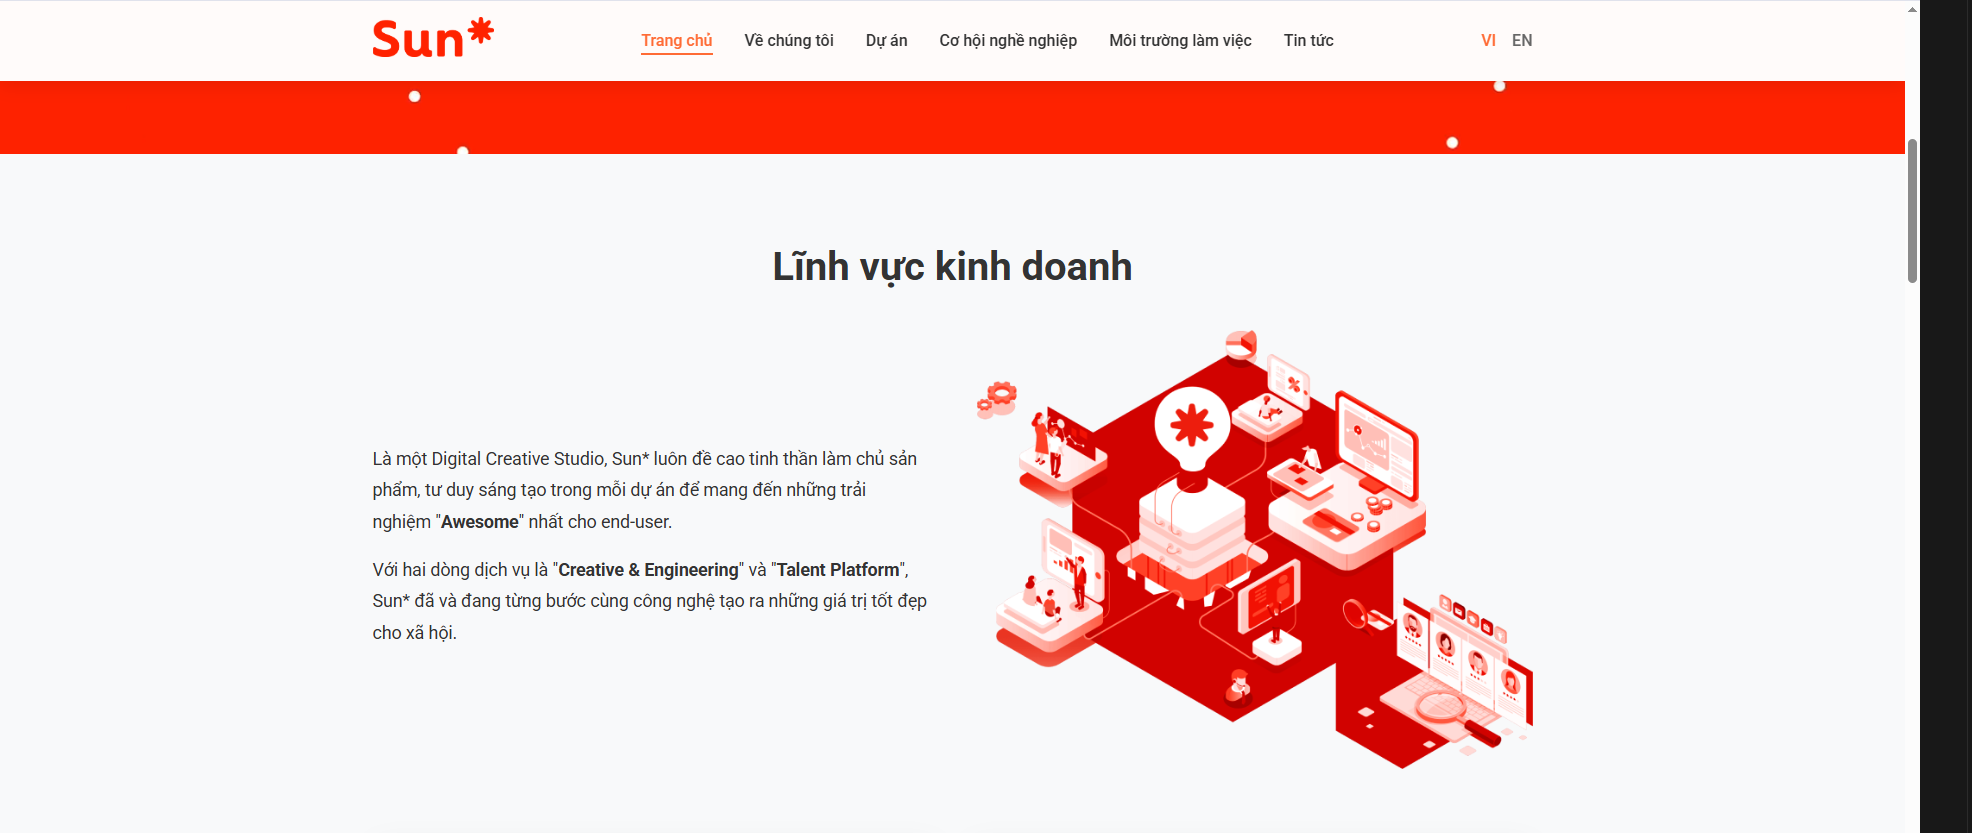 Sun*
Trang chủ
Về chúng tôi
Dự án
Cơ hội nghề nghiệp
Môi trường làm việc
Tin tức
VI
EN
Lĩnh vực kinh doanh
Là một Digital Creative Studio, Sun* luôn đề cao tinh thần làm chủ sản
phẩm, tư duy sáng tạo trong mỗi dự án để mang đến những trải
nghiệm "Awesome" nhất cho end-user.
Với hai dòng dịch vụ là "Creative & Engineering" và "Talent Platform",
Sun* đã và đang từng bước cùng công nghệ tạo ra những giá trị tốt đẹp
cho xã hội.